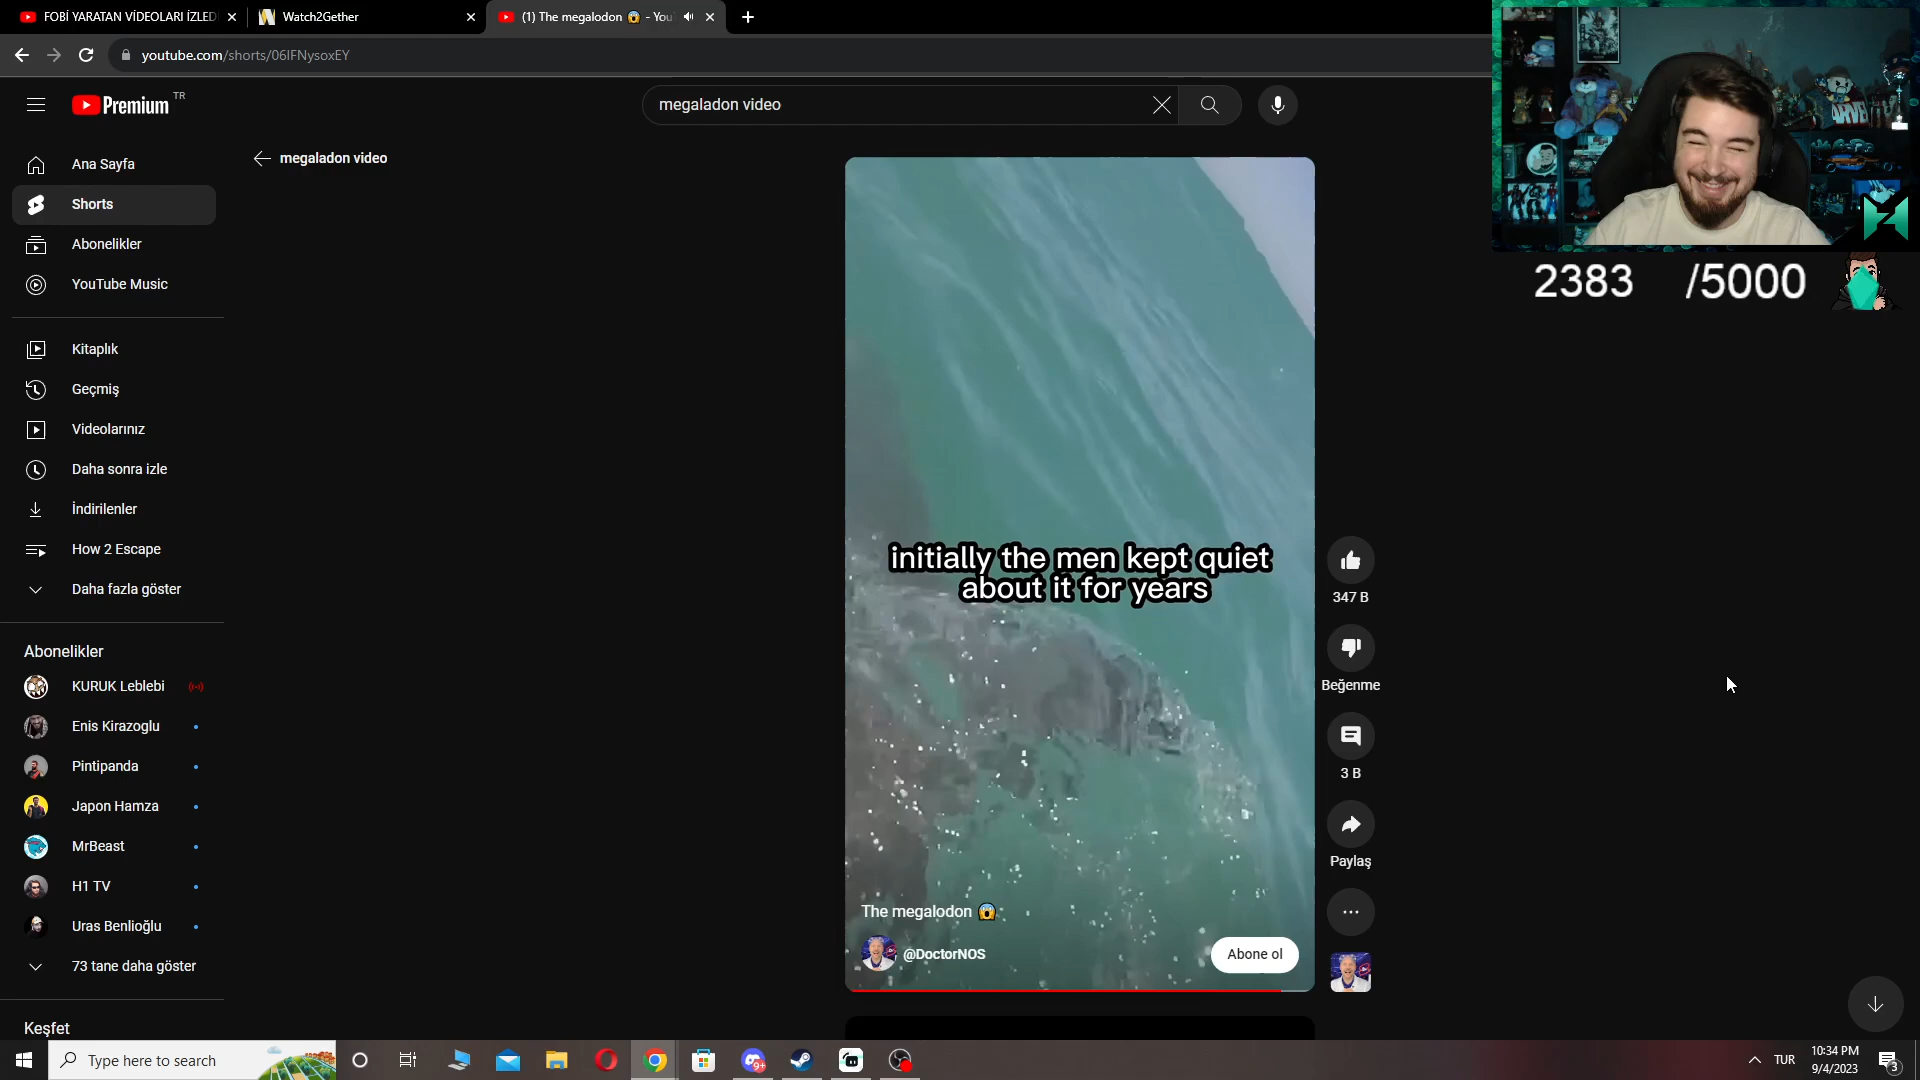 FOBİ YARATAN VİDEOLARI İZLED
Watch2Gether
(1) The megalodon 😱 - You
youtube.com/shorts/06IFNysoxEY
Premium TR
megaladon video
megaladon video
Ana Sayfa
Shorts
Abonelikler
YouTube Music
Kitaplık
Geçmiş
Videolarınız
Daha sonra izle
İndirilenler
How 2 Escape
Daha fazla göster
Abonelikler
KURUK Leblebi
Enis Kirazoglu
Pintipanda
Japon Hamza
MrBeast
H1 TV
Uras Benlioğlu
73 tane daha göster
Keşfet
initially the men kept quiet
about it for years
The megalodon 😱
@DoctorNOS
Abone ol
347 B
Beğenme
3 B
Paylaş
MARVEL
2383 /5000
Type here to search
9+
TUR
10:34 PM
9/4/2023
3